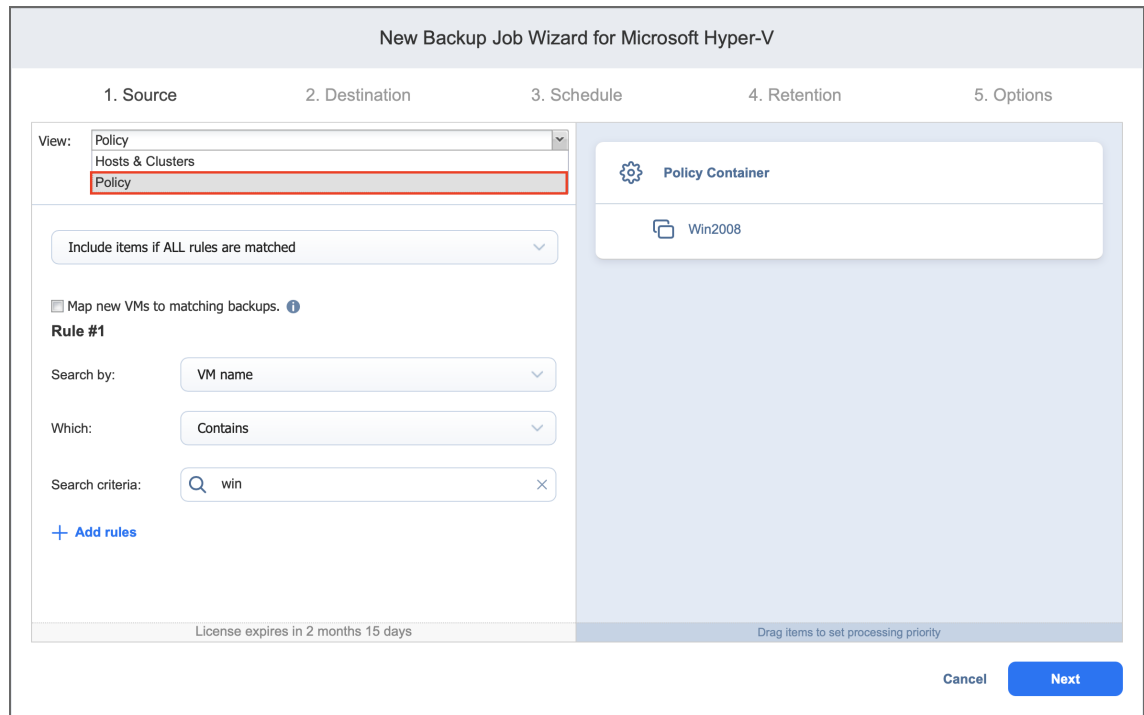 New Backup Job Wizard for Microsoft Hyper-V
1. Source 2. Destination 3. Schedule 4. Retention 5. Options
View: Policy
Hosts & Clusters
Policy
Include items if ALL rules are matched
Map new VMs to matching backups.
Rule #1
Search by: VM name
Which: Contains
Search criteria: win
Add rules
License expires in 2 months 15 days
Policy Container
Win2008
Drag items to set processing priority
Cancel Next